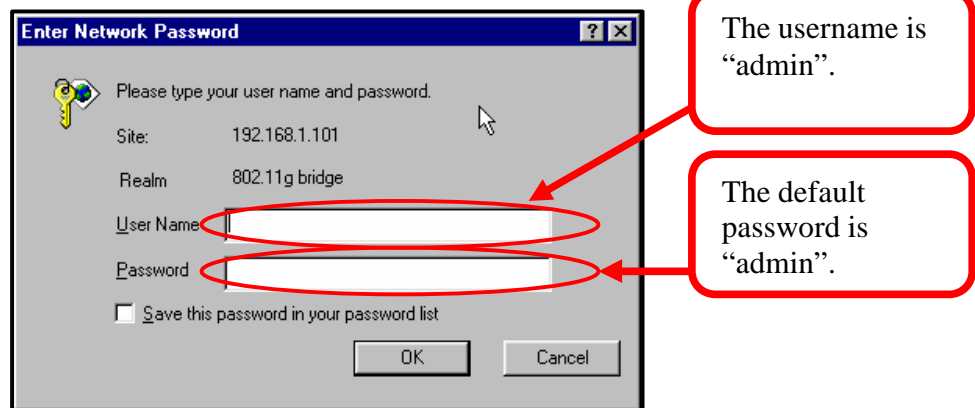 Enter Network Password
Please type your user name and password.
Site: 192.168.1.101
Realm 802.11g bridge
User Name
Password
Save this password in your password list
OK Cancel
The username is
“admin”.
The default
password is
“admin”.